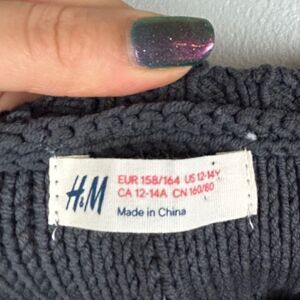 H&M
EUR 158/164 US 12-14Y
CA 12-14A CN 160/80
Made in China